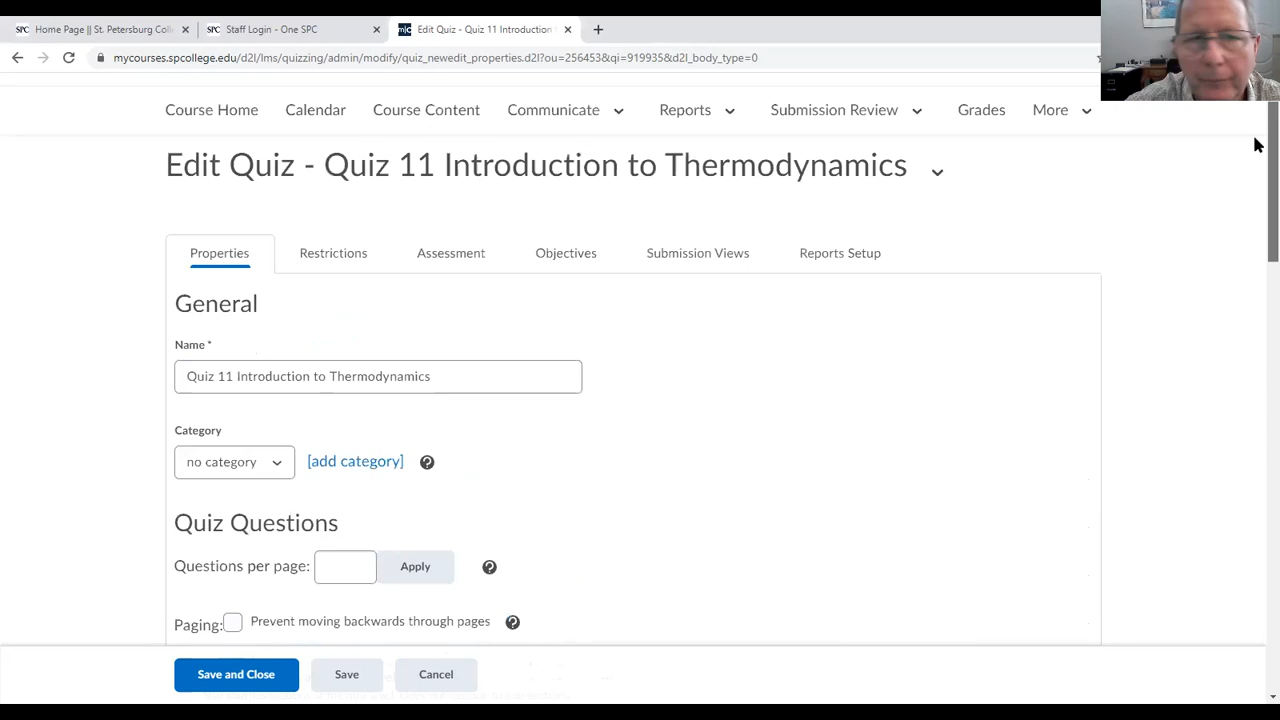 Home Page || St. Petersburg Coll
Staff Login - One SPC
Edit Quiz - Quiz 11 Introduction
mycourses.spcollege.edu/d2l/lms/quizzing/admin/modify/quiz_newedit_properties.d2l?ou=256453&qi=919935&d2l_body_type=0
Course Home Calendar Course Content Communicate Reports Submission Review Grades More
Edit Quiz - Quiz 11 Introduction to Thermodynamics
Properties Restrictions Assessment Objectives Submission Views Reports Setup
General
Name *
Quiz 11 Introduction to Thermodynamics
Category
no category [add category]
Quiz Questions
Questions per page: Apply
Paging: Prevent moving backwards through pages
Save and Close Save Cancel